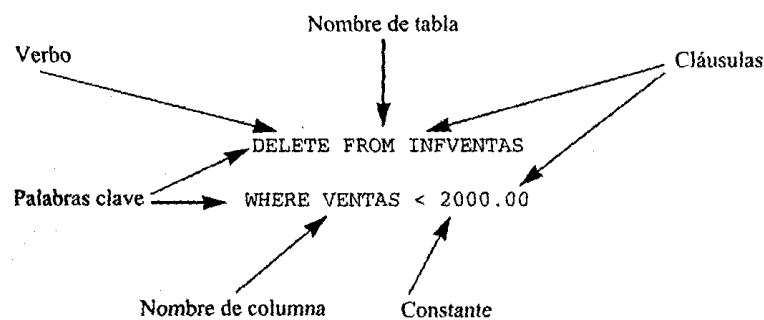 Nombre de tabla
Verbo
Cláusulas
DELETE FROM INFVENTAS
Palabras clave
WHERE VENTAS < 2000.00
Nombre de columna
Constante